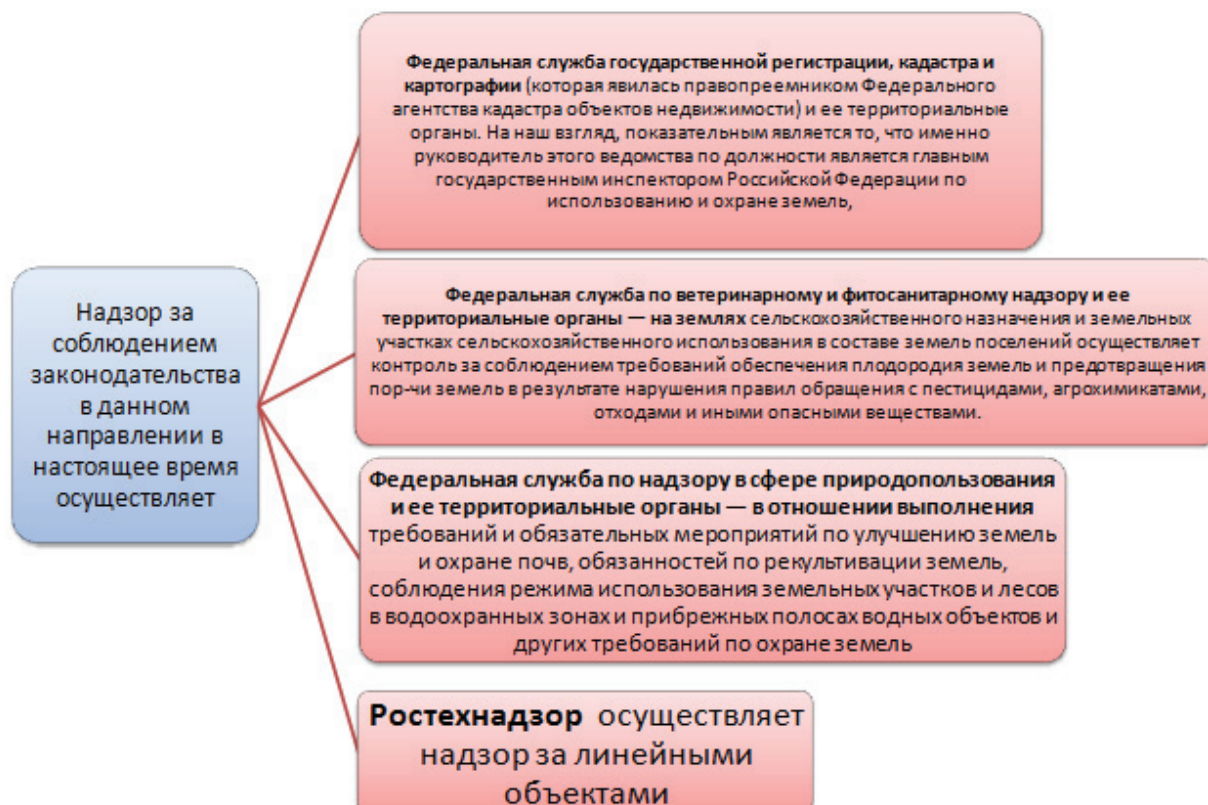 Федеральная служба государственной регистрации, кадастра и
картографии (которая явилась правопреемником Федерального
агентства кадастра объектов недвижимости) и ее территориальные
органы. На наш взгляд, показательным является то, что именно
руководитель этого ведомства по должности является главным
государственным инспектором Российской Федерации по
использованию и охране земель,
Надзор за
соблюдением
законодательства
в данном
направлении в
настоящее время
осуществляет
Федеральная служба по ветеринарному и фитосанитарному надзору и ее
территориальные органы — на землях сельскохозяйственного назначения и земельных
участках сельскохозяйственного использования в составе земель поселений осуществляет
контроль за соблюдением требований обеспечения плодородия земель и предотвращения
пор-чи земель в результате нарушения правил обращения с пестицидами, агрохимикатами,
отходами и иными опасными веществами.
Федеральная служба по надзору в сфере природопользования
и ее территориальные органы — в отношении выполнения
требований и обязательных мероприятий по улучшению земель
и охране почв, обязанностей по рекультивации земель,
соблюдения режима использования земельных участков и лесов
в водоохранных зонах и прибрежных полосах водных объектов и
других требований по охране земель
Ростехнадзор осуществляет
надзор за линейными
объектами